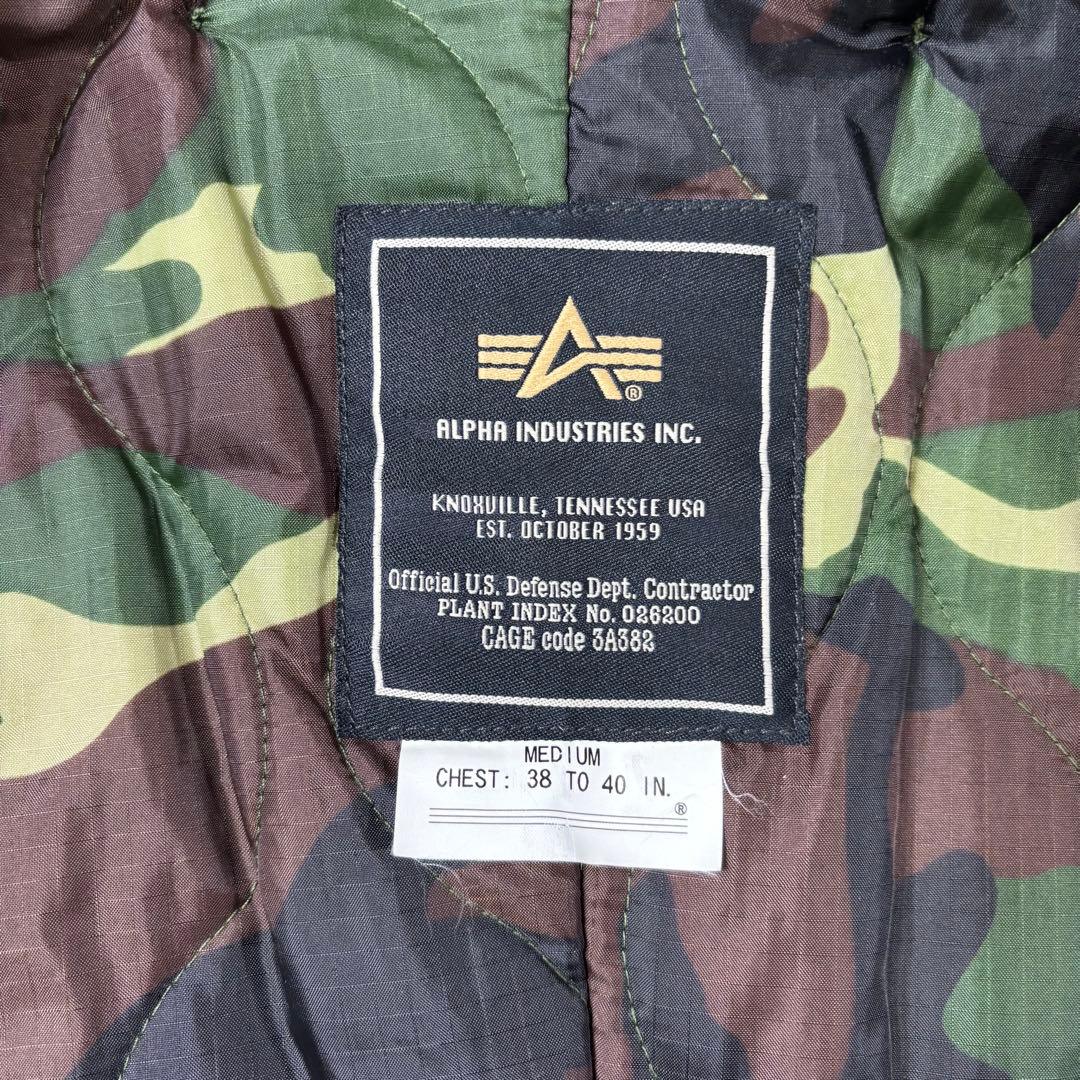 ®
ALPHA INDUSTRIES INC.
KNOXVILLE, TENNESSEE USA
EST. OCTOBER 1959
Official U.S. Defense Dept. Contractor
PLANT INDEX No. 026200
CAGE code 3A382
MEDIUM
CHEST: 38 TO 40 IN.
®